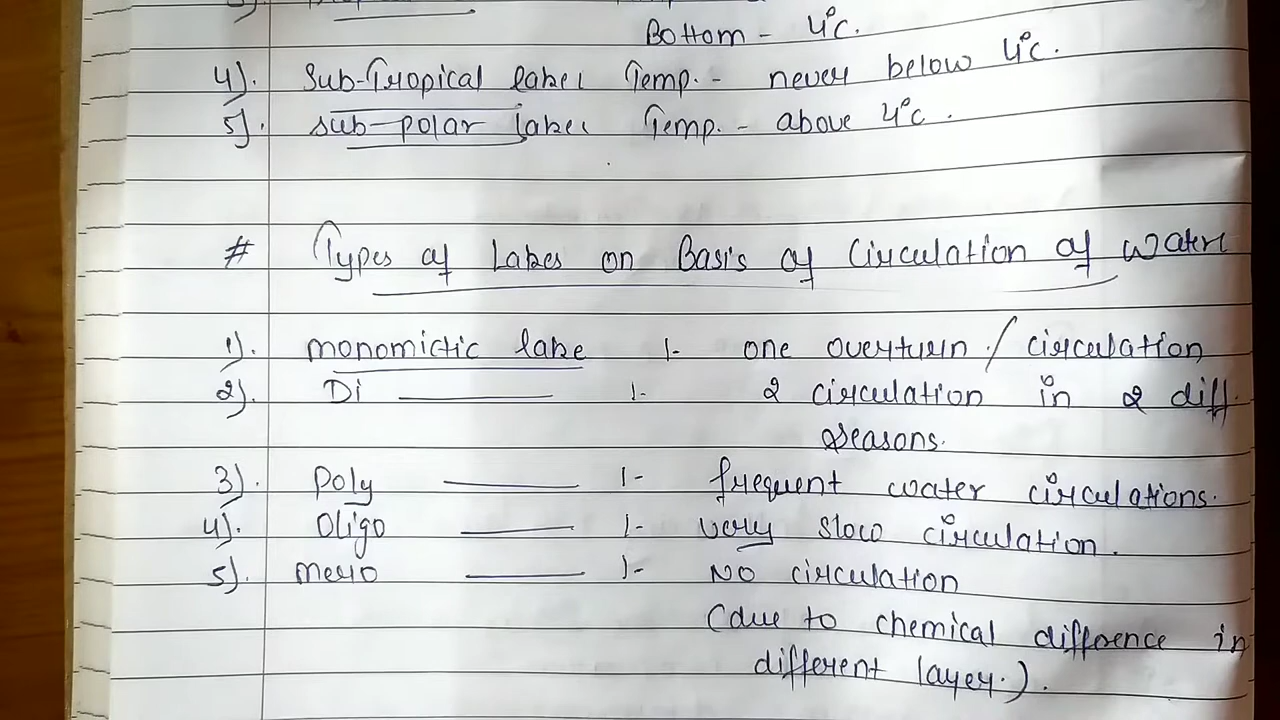 Bottom - 4°c.
4). Sub-Tropical lakes Temp. - never below 4°c.
5). Sub-polar lakes Temp. - above 4°c.
# Types of Lakes on Basis of Circulation of water
1). monomictic lake :- one overturn / circulation
2). Di ——— :- 2 circulation in 2 diff.
seasons.
3). Poly ——— :- frequent water circulations.
4). Oligo ——— :- very slow circulation.
5). mero ——— :- NO circulation
(due to chemical diffrence in
different layer.).